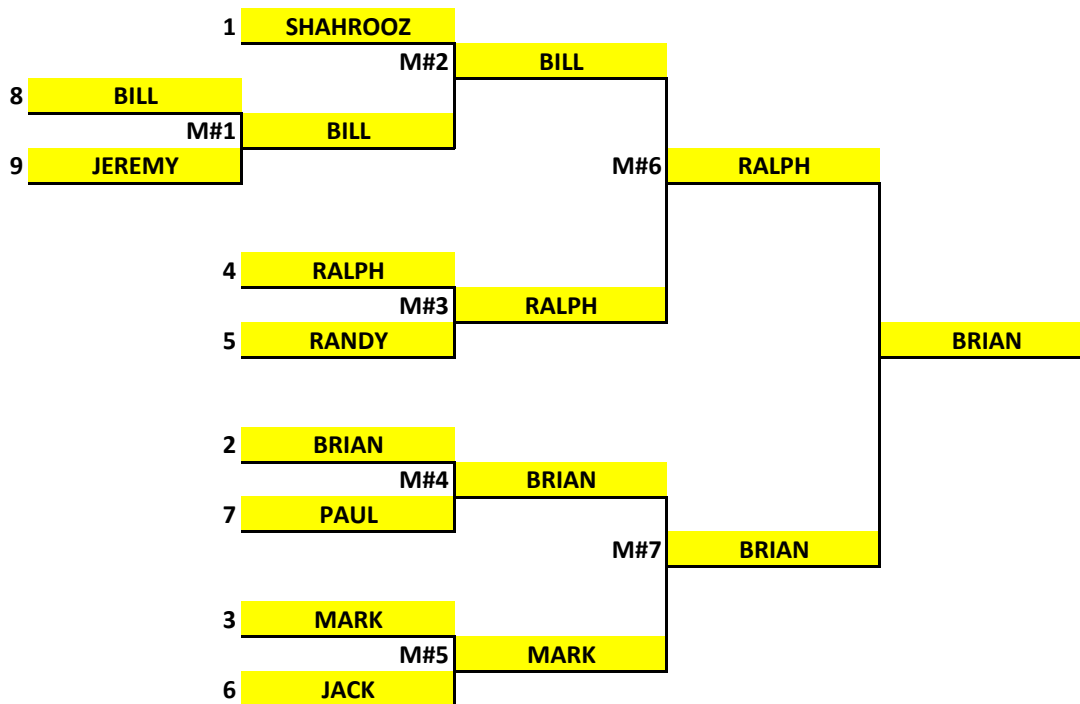 1 SHAHROOZ
M#2 BILL
8 BILL
M#1 BILL
9 JEREMY
M#6 RALPH
4 RALPH
M#3 RALPH
5 RANDY
BRIAN
2 BRIAN
M#4 BRIAN
7 PAUL
M#7 BRIAN
3 MARK
M#5 MARK
6 JACK